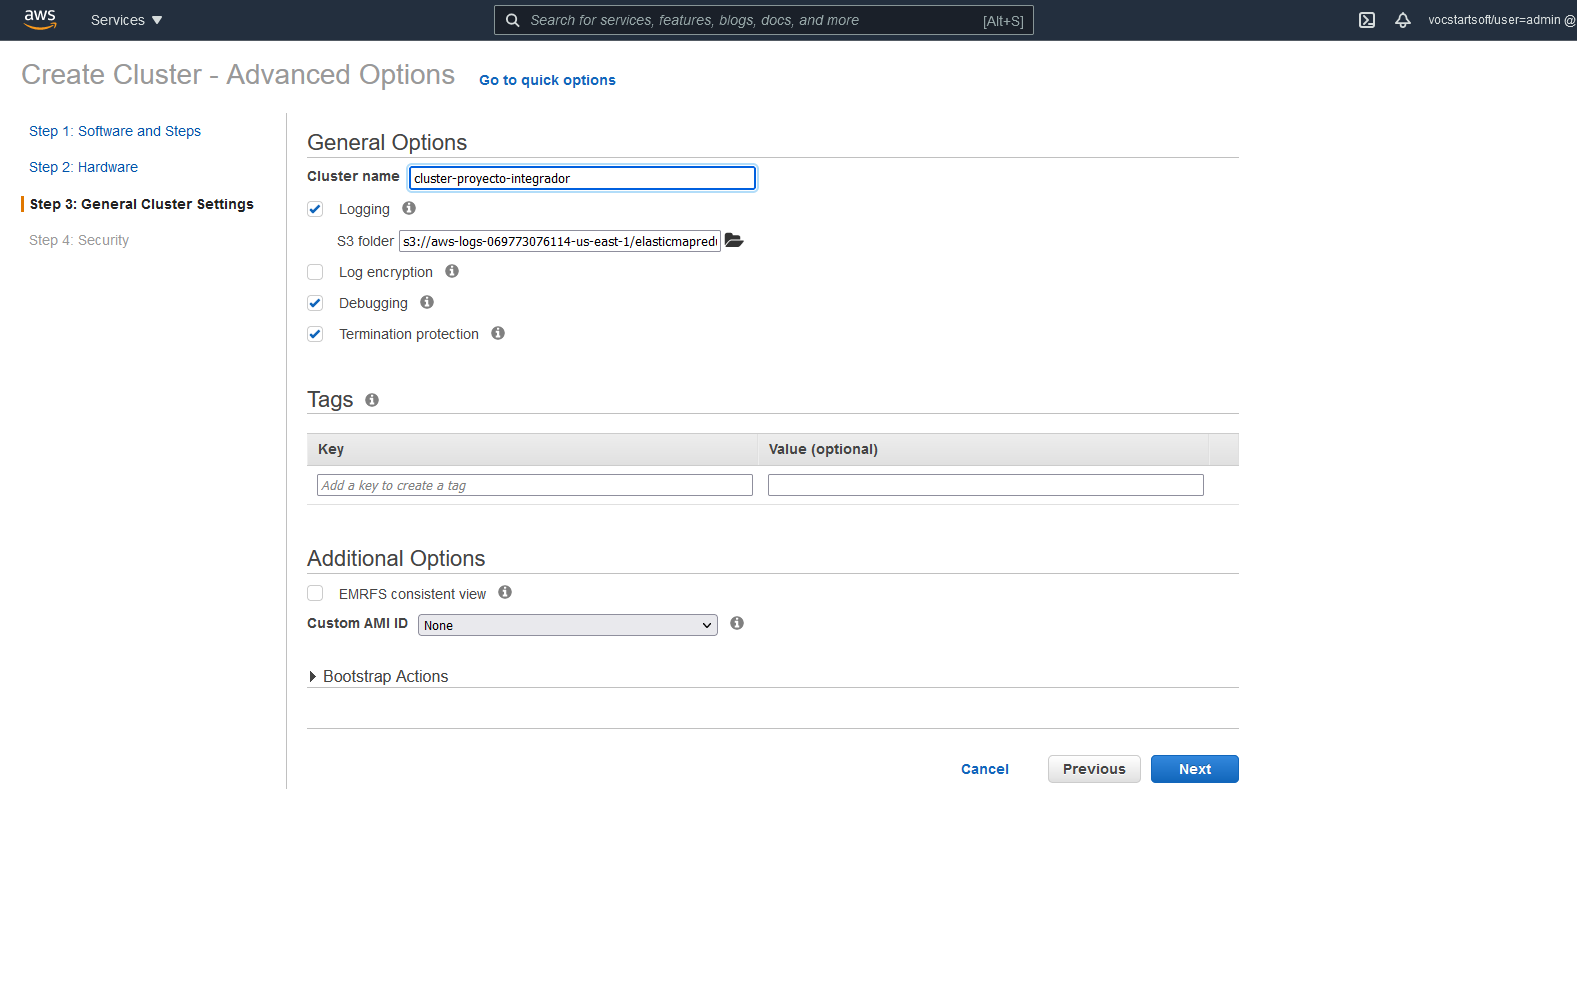 aws Services Search for services, features, blogs, docs, and more [Alt+S] vocstartsoft/user=admin @
Create Cluster - Advanced Options Go to quick options
Step 1: Software and Steps
Step 2: Hardware
Step 3: General Cluster Settings
Step 4: Security
General Options
Cluster name cluster-proyecto-integrador
Logging
S3 folder s3://aws-logs-069773076114-us-east-1/elasticmapred
Log encryption
Debugging
Termination protection
Tags
Key Value (optional)
Add a key to create a tag
Additional Options
EMRFS consistent view
Custom AMI ID None
Bootstrap Actions
Cancel Previous Next